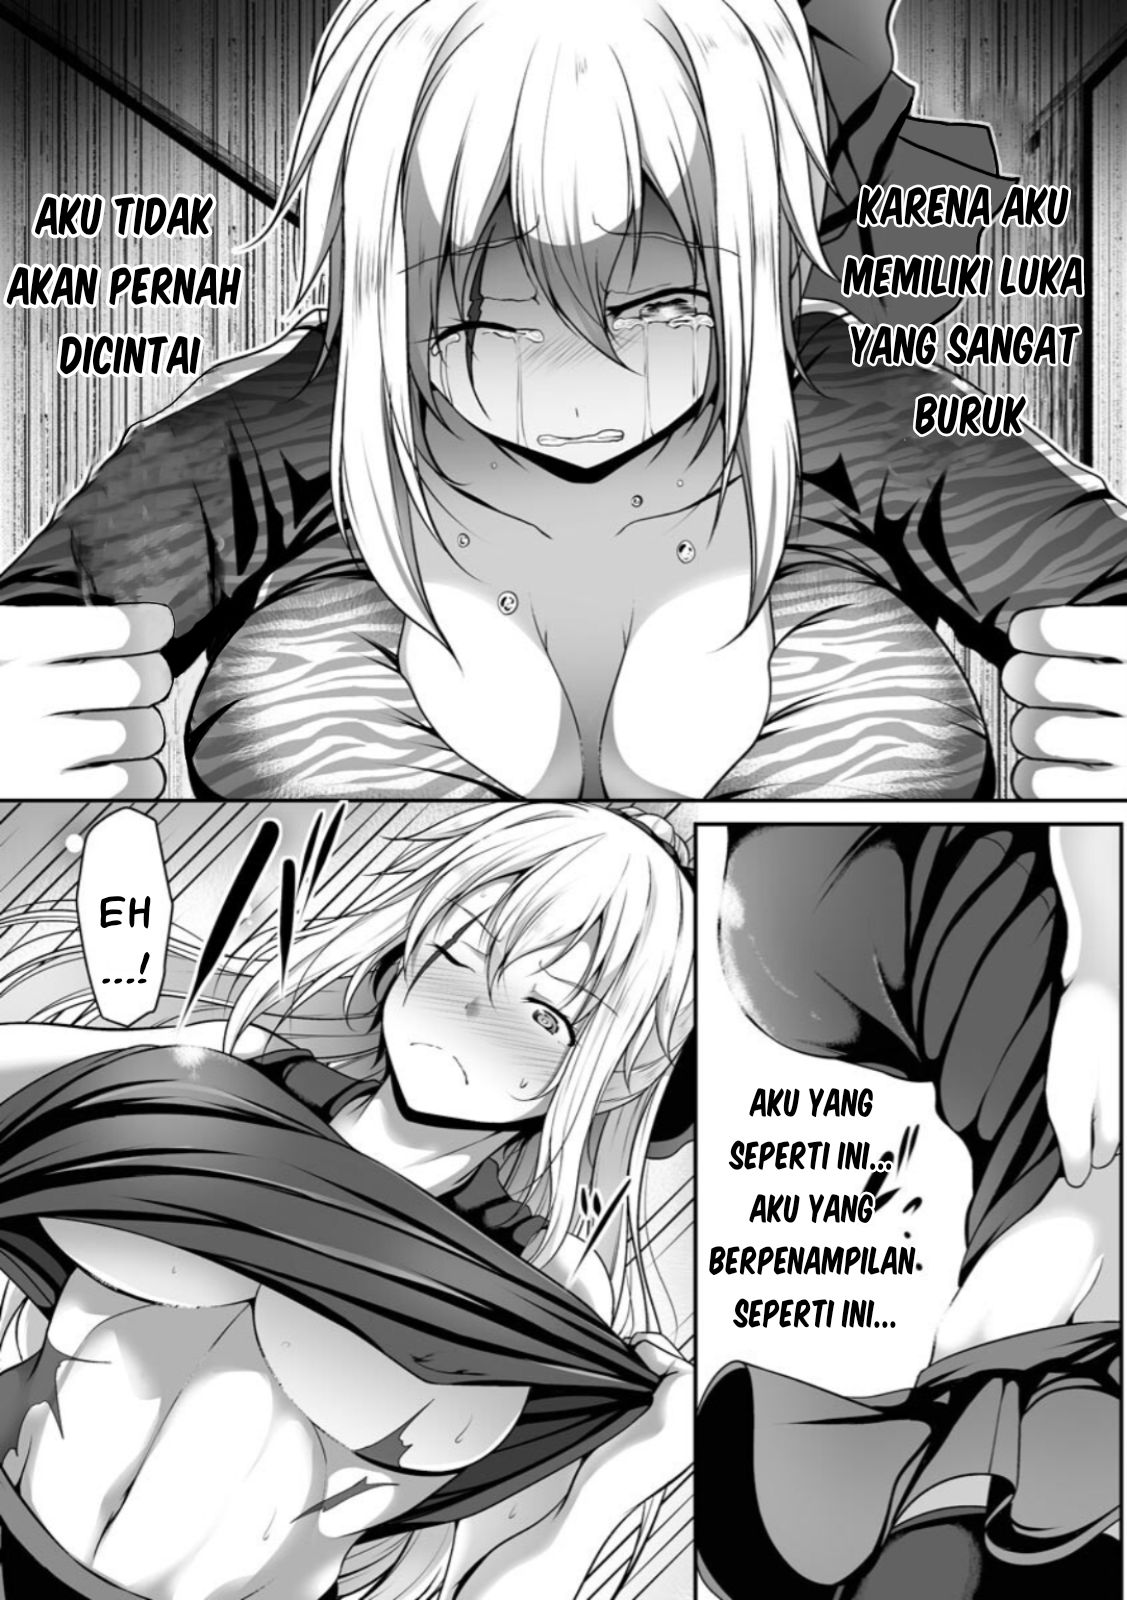 KARENA AKU
MEMILIKI LUKA
YANG SANGAT
BURUK
AKU TIDAK
AKAN PERNAH
DICINTAI
AKU YANG
SEPERTI INI...
AKU YANG
BERPENAMPILAN
SEPERTI INI...
EH
...!